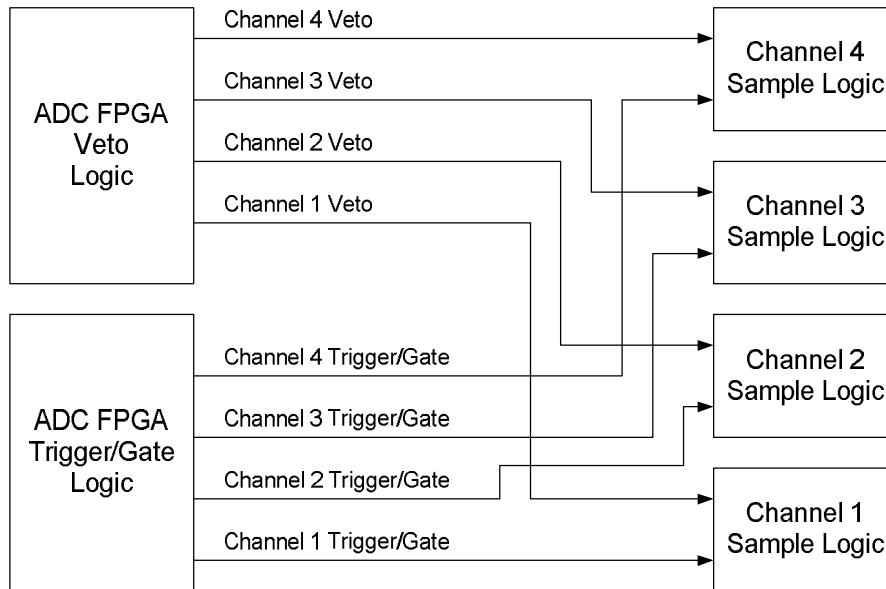 ADC FPGA
Veto
Logic
Channel 4 Veto
Channel 3 Veto
Channel 2 Veto
Channel 1 Veto
ADC FPGA
Trigger/Gate
Logic
Channel 4 Trigger/Gate
Channel 3 Trigger/Gate
Channel 2 Trigger/Gate
Channel 1 Trigger/Gate
Channel 4
Sample Logic
Channel 3
Sample Logic
Channel 2
Sample Logic
Channel 1
Sample Logic